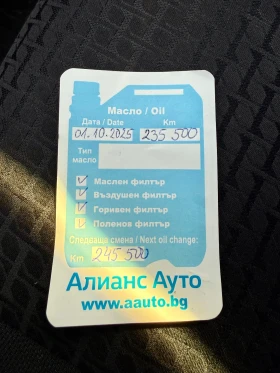 Масло / Oil
Дата / Date Km
01.10.2025 235 500
Тип
масло
Маслен филтър
Въздушен филтър
Горивен филтър
Поленов филтър
Следваща смяна / Next oil change:
Km 245 500
Алианс Ауто
www.aauto.bg